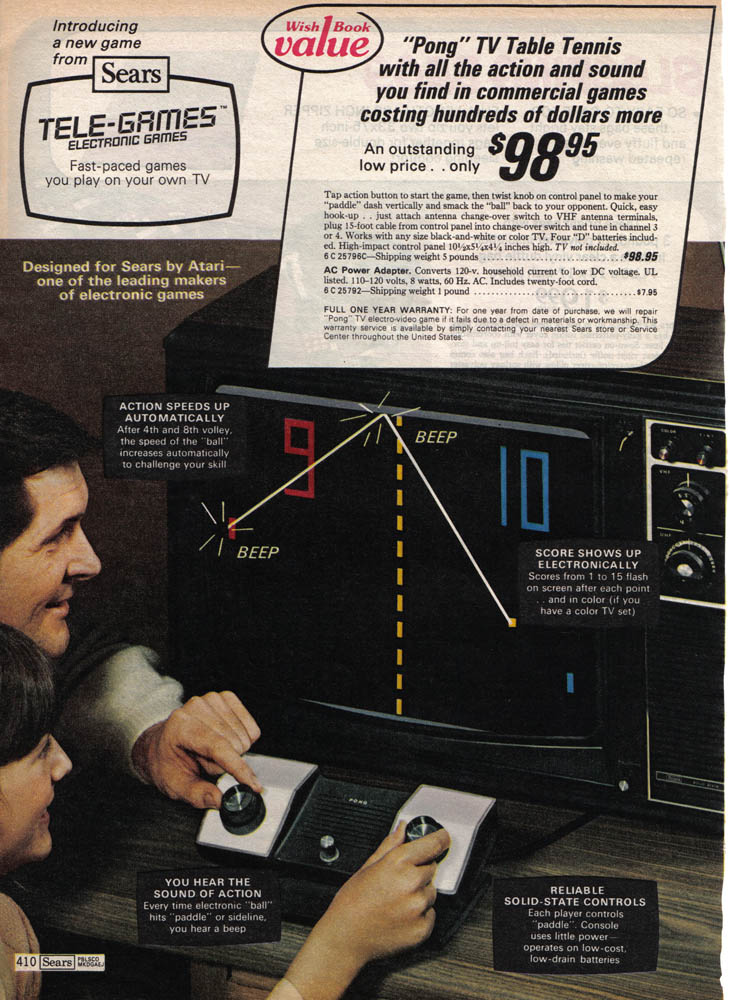 Introducing
a new game
from Sears
TELE-GAMES™
ELECTRONIC GAMES
Fast-paced games
you play on your own TV
Designed for Sears by Atari—
one of the leading makers
of electronic games
Wish Book
value
"Pong" TV Table Tennis
with all the action and sound
you find in commercial games
costing hundreds of dollars more
An outstanding
low price . . only $98 95
Tap action button to start the game, then twist knob on control panel to make your
"paddle" dash vertically and smack the "ball" back to your opponent. Quick, easy
hook-up . . just attach antenna change-over switch to VHF antenna terminals,
plug 15-foot cable from control panel into change-over switch and tune in channel 3
or 4. Works with any size black-and-white or color TV. Four "D" batteries includ-
ed. High-impact control panel 10½x5¼x4¼ inches high. TV not included.
6 C 25796C—Shipping weight 5 pounds ........ $98.95
AC Power Adapter. Converts 120-v. household current to low DC voltage. UL
listed. 110-120 volts, 8 watts, 60 Hz. AC. Includes twenty-foot cord.
6 C 25792—Shipping weight 1 pound ........ $7.95
FULL ONE YEAR WARRANTY: For one year from date of purchase, we will repair
"Pong" TV electro-video game if it fails due to a defect in materials or workmanship. This
warranty service is available by simply contacting your nearest Sears store or Service
Center throughout the United States.
ACTION SPEEDS UP
AUTOMATICALLY
After 4th and 8th volley,
the speed of the "ball"
increases automatically
to challenge your skill
9
BEEP
10
BEEP
SCORE SHOWS UP
ELECTRONICALLY
Scores from 1 to 15 flash
on screen after each point
. . and in color (if you
have a color TV set)
COLOR
TINT
VHF
UHF
PONG
YOU HEAR THE
SOUND OF ACTION
Every time electronic "ball"
hits "paddle" or sideline,
you hear a beep
RELIABLE
SOLID-STATE CONTROLS
Each player controls
"paddle". Console
uses little power—
operates on low-cost,
low-drain batteries
410 Sears PBLSCO
MKDGAEJ